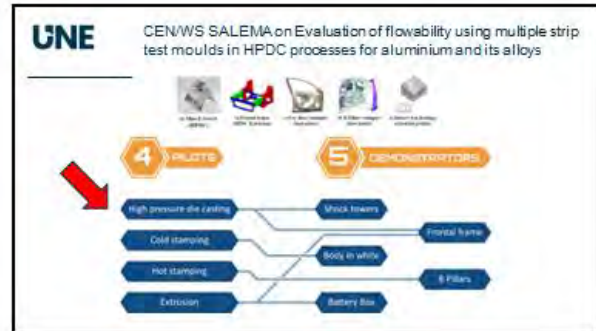 UNE
CEN/WS SALEMA on Evaluation of flowability using multiple strip
test moulds in HPDC processes for aluminium and its alloys
4 PILOTS
5 DEMONSTRATORS
High pressure die casting
Shock towers
Frontal frame
Cold stamping
Body in white
Hot stamping
B Pillars
Extrusion
Battery Box